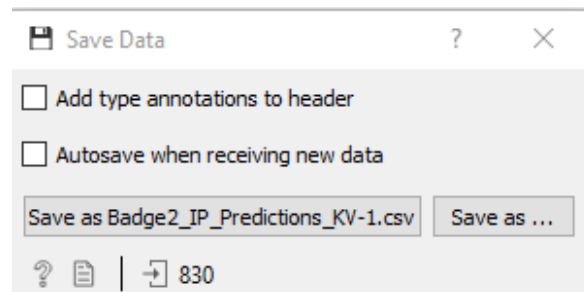 Save Data ?
Add type annotations to header
Autosave when receiving new data
Save as Badge2_IP_Predictions_KV-1.csv Save as ...
? 830